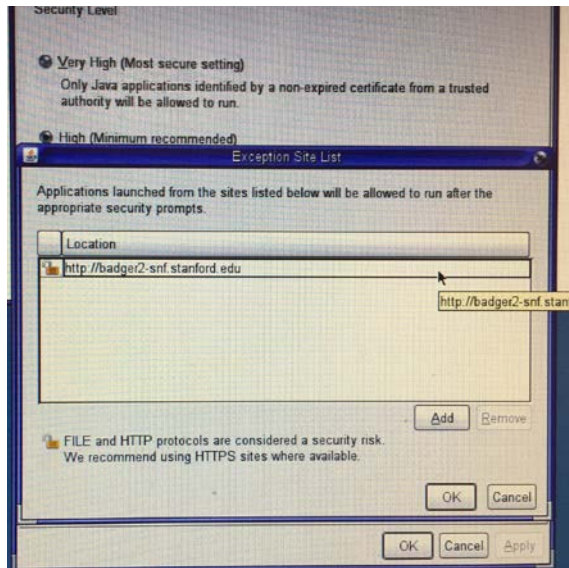 Security Level
Very High (Most secure setting)
Only Java applications identified by a non-expired certificate from a trusted
authority will be allowed to run.
High (Minimum recommended)
Exception Site List
Applications launched from the sites listed below will be allowed to run after the
appropriate security prompts.
Location
http://badger2-snf.stanford.edu
http://badger2-snf.stan
Add Remove
FILE and HTTP protocols are considered a security risk.
We recommend using HTTPS sites where available.
OK Cancel
OK Cancel Apply